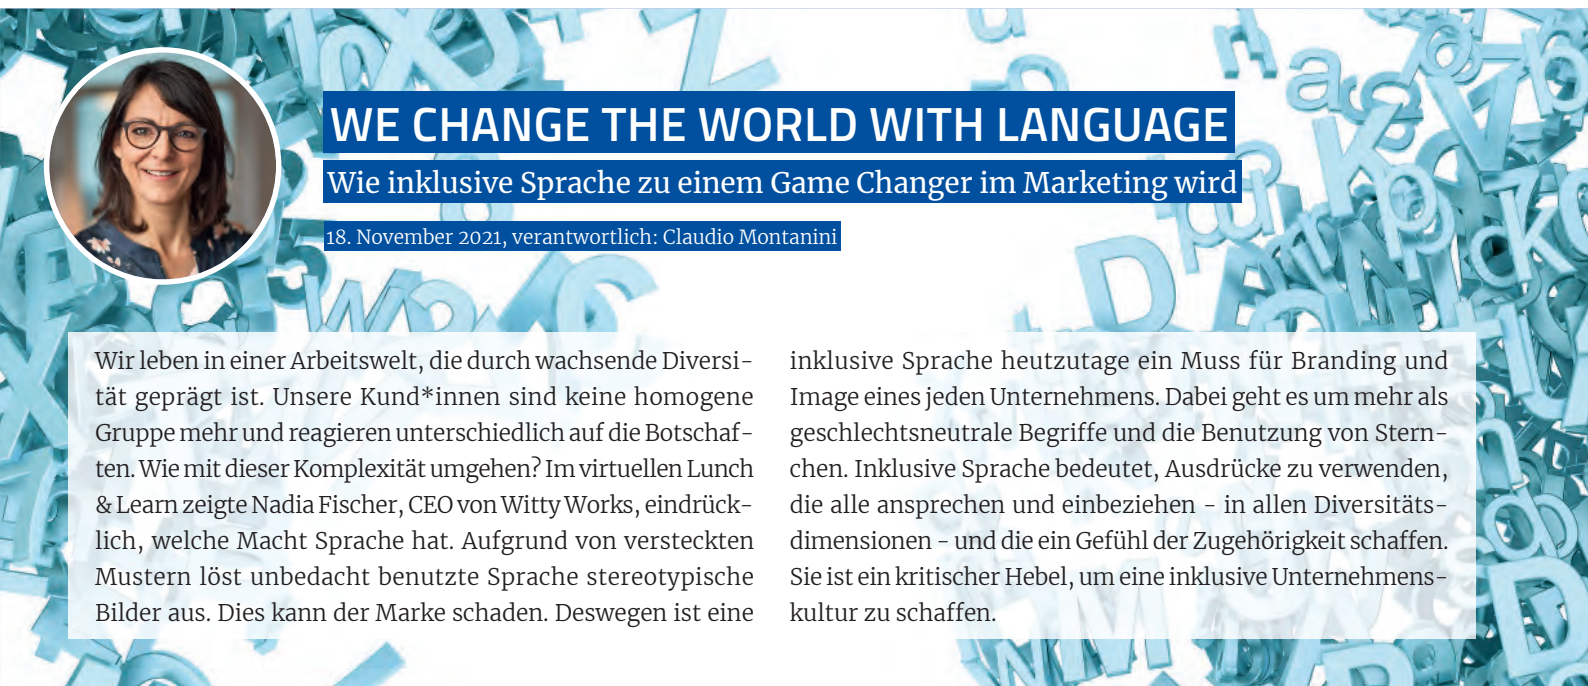 WE CHANGE THE WORLD WITH LANGUAGE
Wie inklusive Sprache zu einem Game Changer im Marketing wird
18. November 2021, verantwortlich: Claudio Montanini
Wir leben in einer Arbeitswelt, die durch wachsende Diversi-
tät geprägt ist. Unsere Kund*innen sind keine homogene
Gruppe mehr und reagieren unterschiedlich auf die Botschaf-
ten. Wie mit dieser Komplexität umgehen? Im virtuellen Lunch
& Learn zeigte Nadia Fischer, CEO von Witty Works, eindrück-
lich, welche Macht Sprache hat. Aufgrund von versteckten
Mustern löst unbedacht benutzte Sprache stereotypische
Bilder aus. Dies kann der Marke schaden. Deswegen ist eine
inklusive Sprache heutzutage ein Muss für Branding und
Image eines jeden Unternehmens. Dabei geht es um mehr als
geschlechtsneutrale Begriffe und die Benutzung von Stern-
chen. Inklusive Sprache bedeutet, Ausdrücke zu verwenden,
die alle ansprechen und einbeziehen - in allen Diversitäts-
dimensionen - und die ein Gefühl der Zugehörigkeit schaffen.
Sie ist ein kritischer Hebel, um eine inklusive Unternehmens-
kultur zu schaffen.